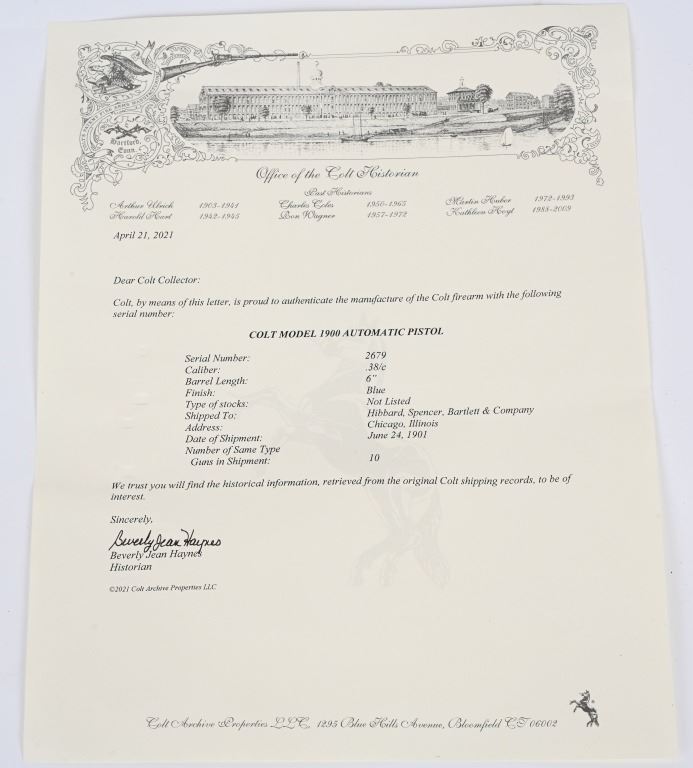 Hartford,
Conn.
Office of the Colt Historian
Past Historians
Arthur Ulrich 1903-1941 Charles Coles 1950-1965 Martin Huber 1972-1993
Harold Hart 1942-1945 Don Wagner 1957-1972 Kathleen Hoyt 1983-2009
April 21, 2021
Dear Colt Collector:
Colt, by means of this letter, is proud to authenticate the manufacture of the Colt firearm with the following
serial number:
COLT MODEL 1900 AUTOMATIC PISTOL
Serial Number: 2679
Caliber: .38/c
Barrel Length: 6"
Finish: Blue
Type of stocks: Not Listed
Shipped To: Hibbard, Spencer, Bartlett & Company
Address: Chicago, Illinois
Date of Shipment: June 24, 1901
Number of Same Type
Guns in Shipment: 10
We trust you will find the historical information, retrieved from the original Colt shipping records, to be of
interest.
Sincerely,
Beverly Jean Haynes
Beverly Jean Haynes
Historian
©2021 Colt Archive Properties LLC
Colt Archive Properties LLC, 1295 Blue Hills Avenue, Bloomfield CT 06002